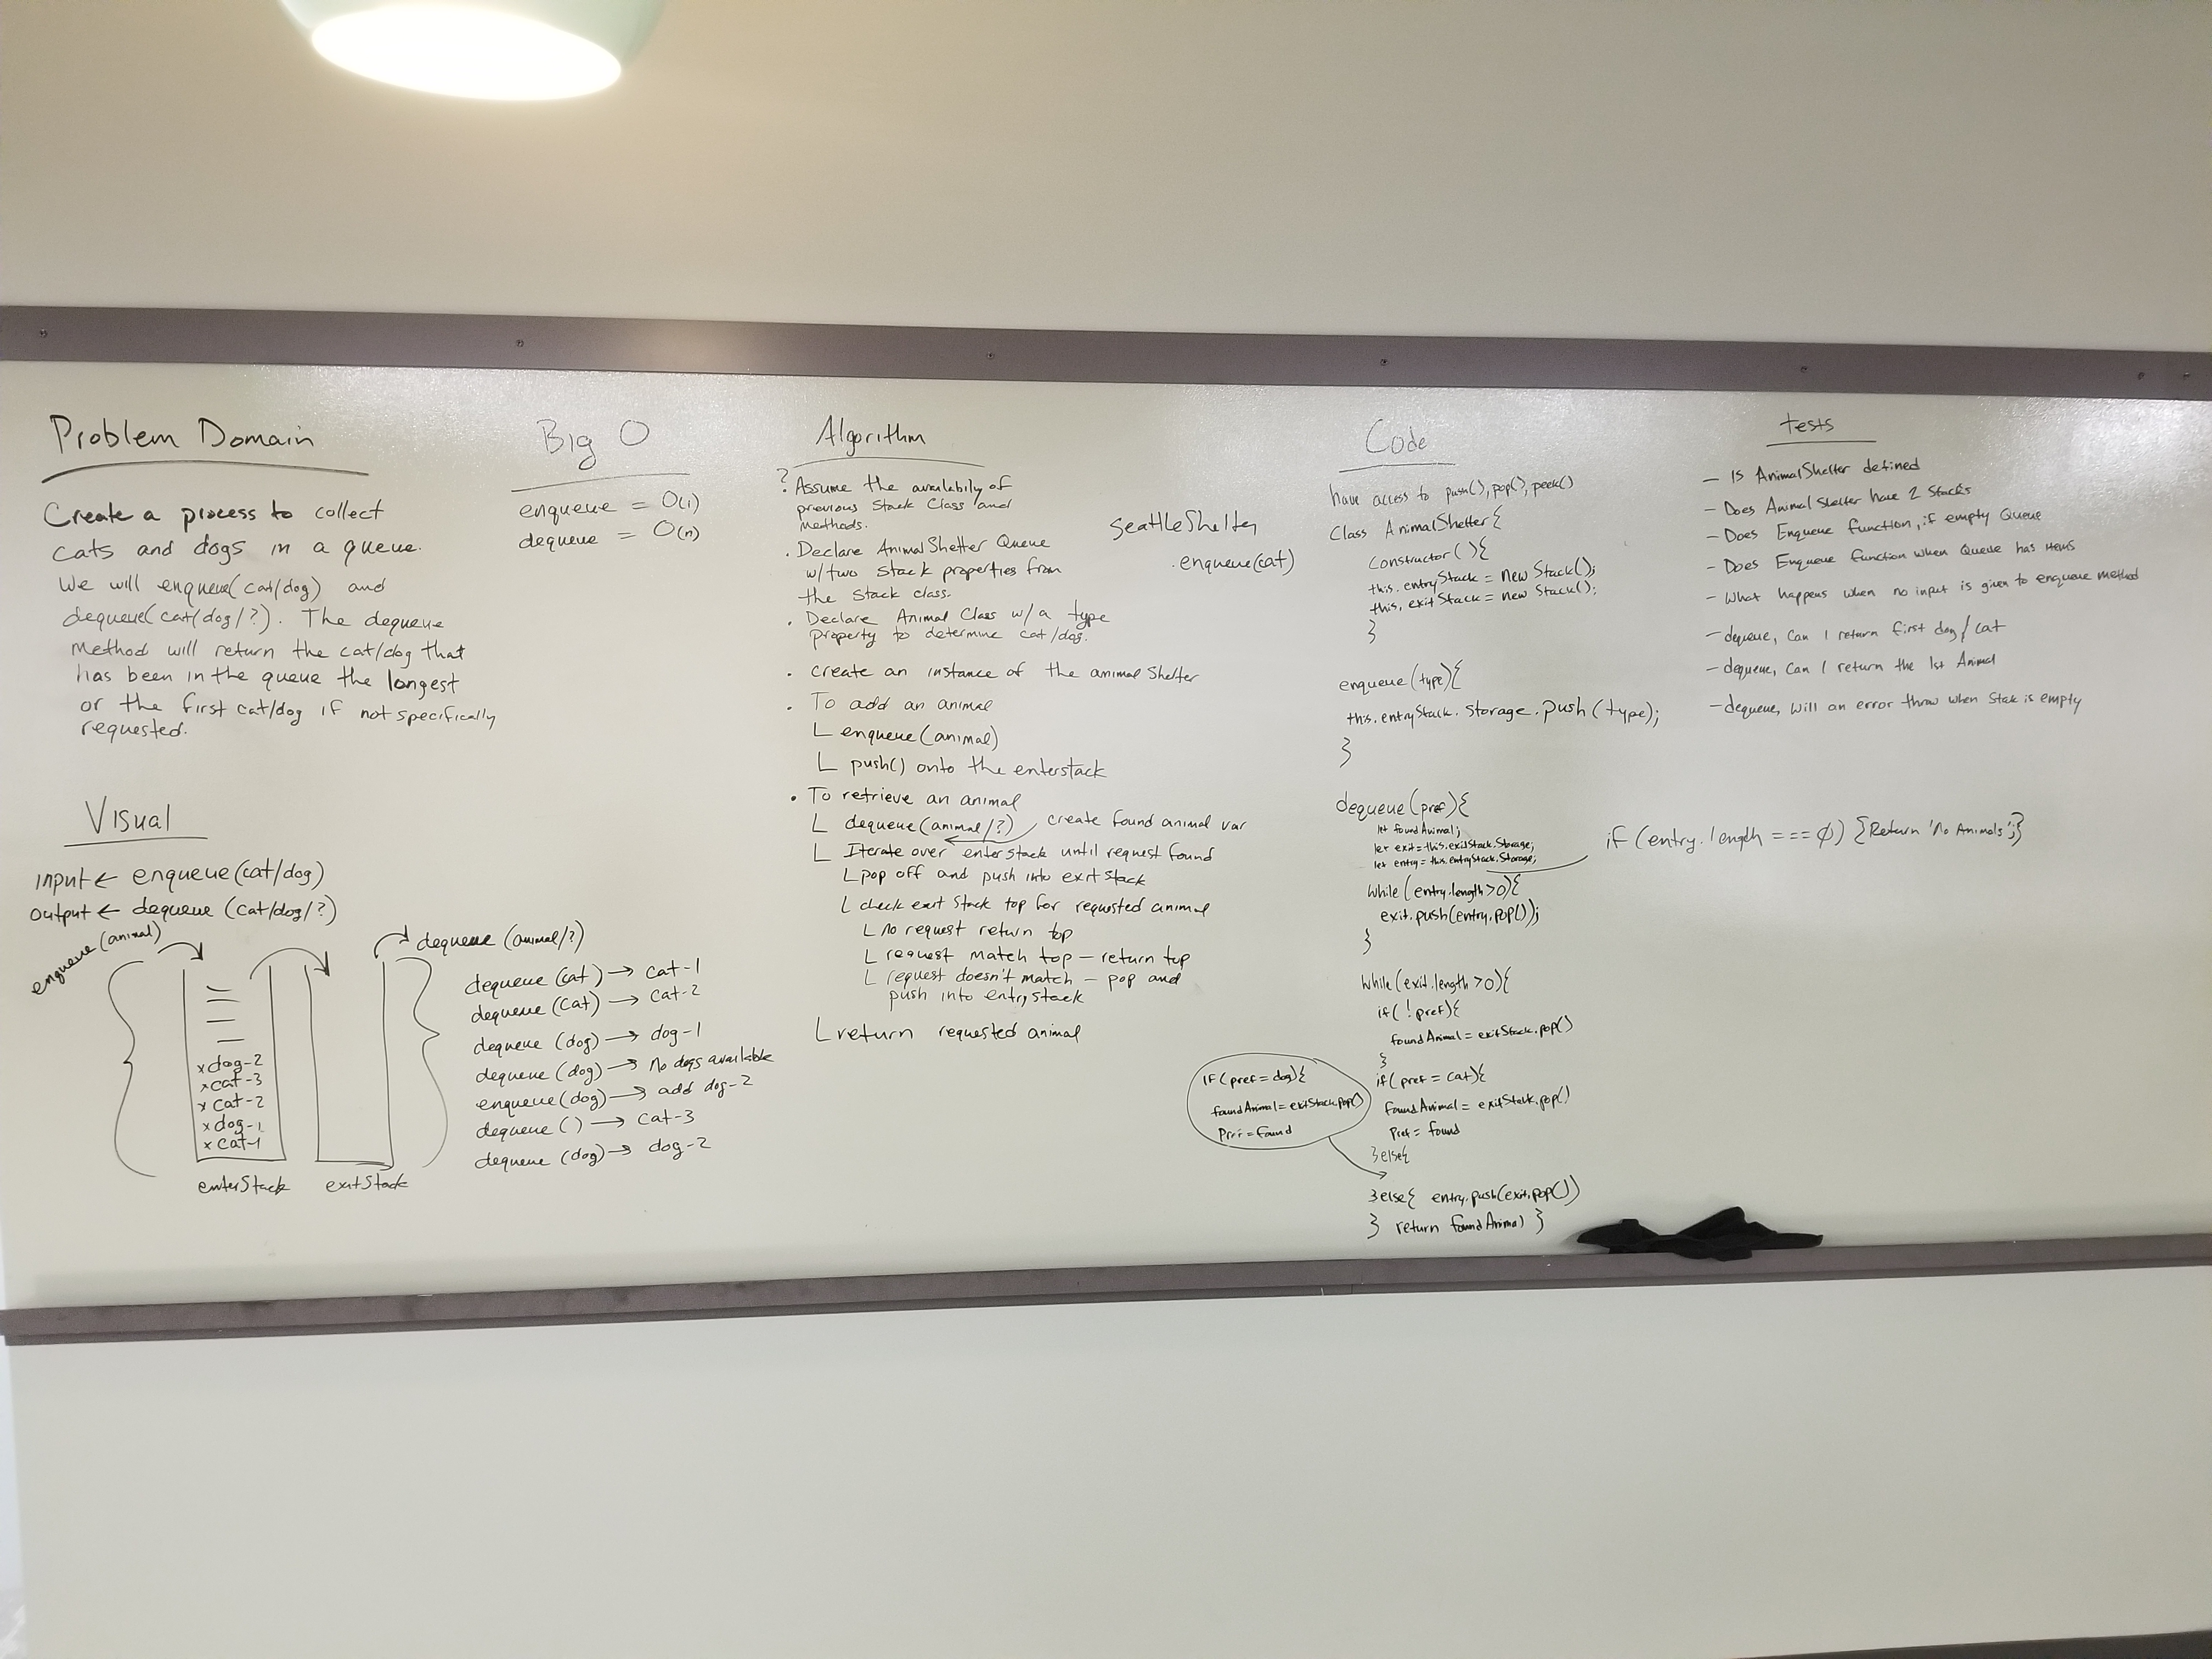 Problem Domain
Create a process to collect
cats and dogs in a queue.
We will enqueue(cat/dog) and
dequeue(cat/dog/?). The dequeue
method will return the cat/dog that
has been in the queue the longest
or the first cat/dog if not specifically
requested.
Visual
input ← enqueue(cat/dog)
output ← dequeue (cat/dog/?)
enqueue(animal)
dequeue (animal/?)
x dog-2
x cat-3
x cat-2
x dog-1
x cat-1
enterStack
exitStack
dequeue (cat) → cat-1
dequeue (cat) → cat-2
dequeue (dog) → dog-1
dequeue (dog) → no dogs available
enqueue (dog) → add dog-2
dequeue ( ) → cat-3
dequeue (dog) → dog-2
Big O
enqueue = O(1)
dequeue = O(n)
Algorithm
? Assume the availabily of
previous Stack Class and
methods.
. Declare AnimalShelter Queue
w/two Stack properties from
the Stack class.
. Declare Animal Class w/a type
property to determine cat/dog.
. create an instance of the animal Shelter
. To add an animal
L enqueue(animal)
L push() onto the enterstack
• To retrieve an animal
L dequeue(animal/?)
create found animal var
L Iterate over enterstack until request found
L pop off and push into exitstack
L check exit stack top for requested animal
L no request return top
L request match top – return top
L request doesn't match – pop and
push into entrystack
L return requested animal
SeattleShelter
.enqueue(cat)
Code
have access to push(), pop(), peek()
Class AnimalShelter{
Constructor( ){
this.entryStack = new Stack();
this.exitStack = new Stack();
}
enqueue(type){
this.entryStack.Storage.push(type);
}
dequeue(pref){
let foundAnimal;
let exit = this.exitStack.Storage;
let entry = this.entryStack.Storage;
if (entry.length === 0) {Return 'No Animals';}
while (entry.length>0){
exit.push(entry.pop());
}
while (exit.length >0){
if( !pref){
foundAnimal = exitStack.pop()
}
if(pref = cat){
foundAnimal = exitStack.pop()
Pref = found
}else{
if(pref = dog){
foundAnimal = exitStack.pop()
Pref = found
}else{ entry.push(exit.pop())
} return foundAnimal }
tests
– Is AnimalShelter defined
– Does AnimalShelter have 2 Stacks
– Does Enqueue function, if empty Queue
– Does Enqueue function when Queue has items
– What happens when no input is given to enqueue method
– dequeue, Can I return first dog/cat
– dequeue, Can I return the 1st Animal
– dequeue, Will an error throw when Stak is empty